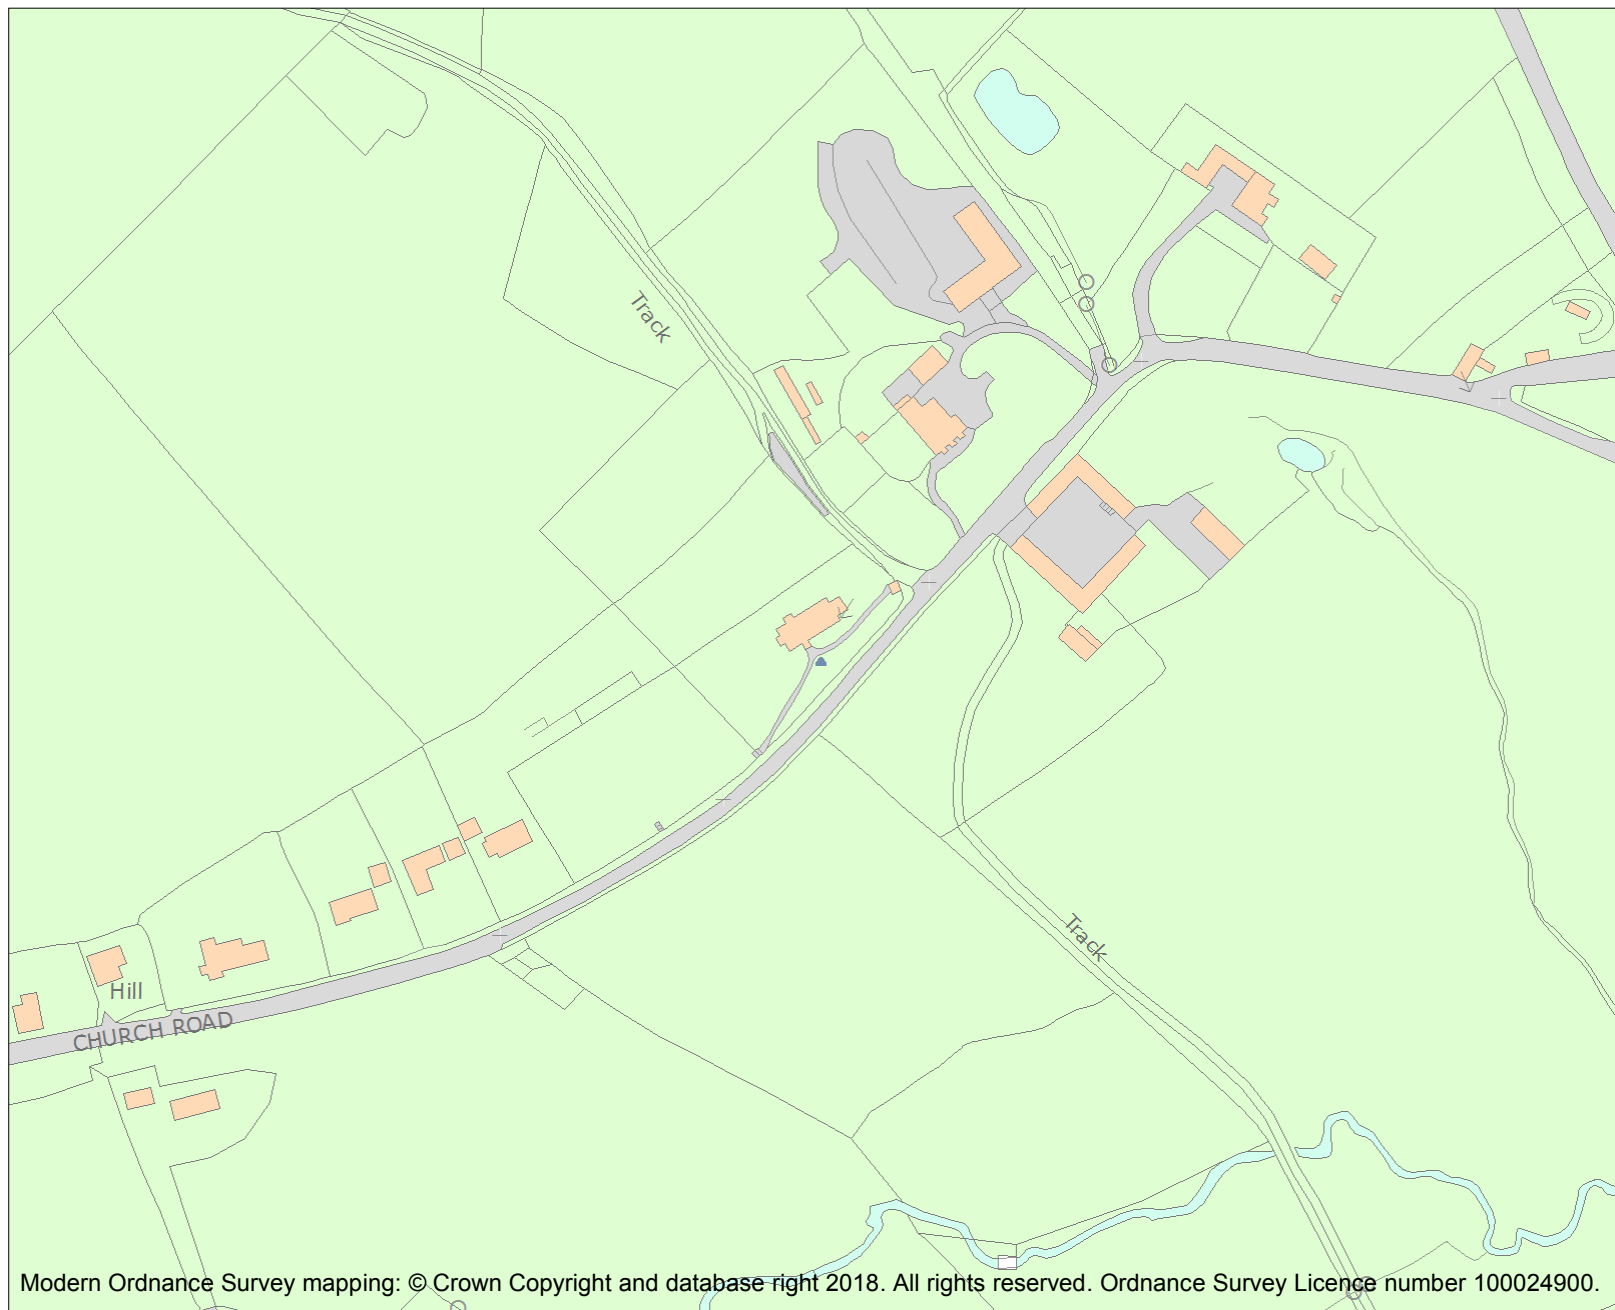 Track
Track
Hill
CHURCH ROAD
Modern Ordnance Survey mapping: © Crown Copyright and database right 2018. All rights reserved. Ordnance Survey Licence number 100024900.